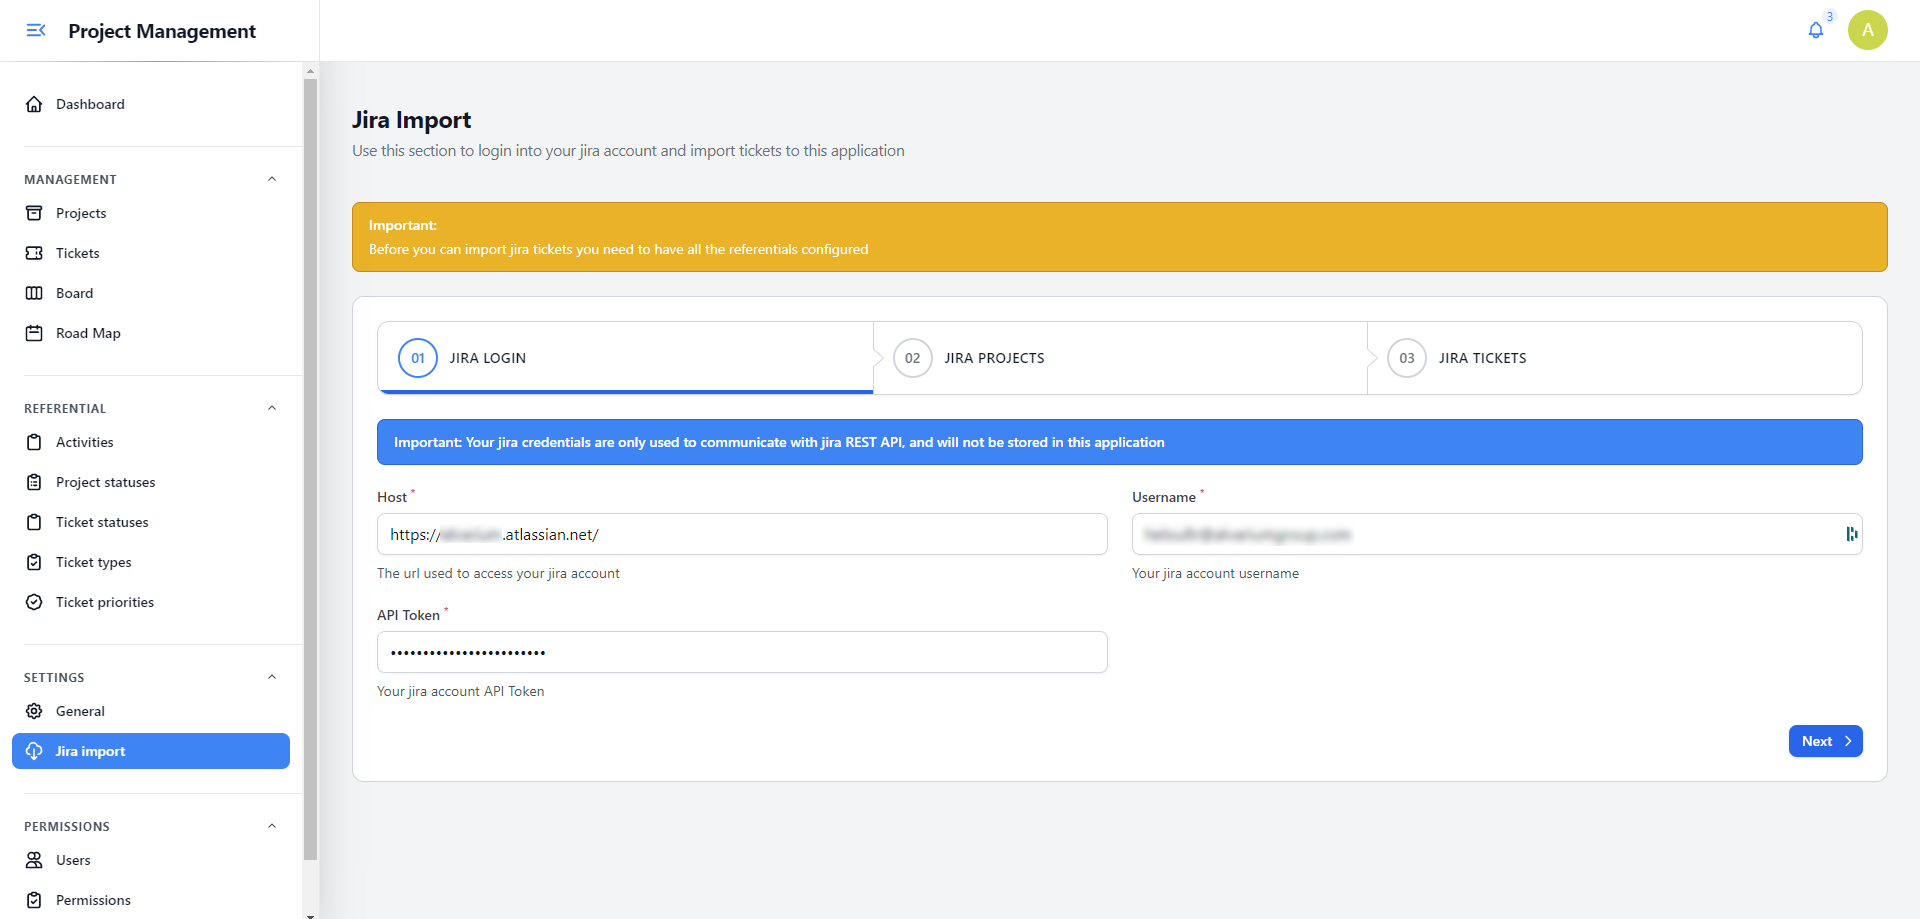 Project Management
3
A
Dashboard
MANAGEMENT
Projects
Tickets
Board
Road Map
REFERENTIAL
Activities
Project statuses
Ticket statuses
Ticket types
Ticket priorities
SETTINGS
General
Jira import
PERMISSIONS
Users
Permissions
Jira Import
Use this section to login into your jira account and import tickets to this application
Important:
Before you can import jira tickets you need to have all the referentials configured
01 JIRA LOGIN
02 JIRA PROJECTS
03 JIRA TICKETS
Important: Your jira credentials are only used to communicate with jira REST API, and will not be stored in this application
Host *
https:// .atlassian.net/
The url used to access your jira account
Username *
Your jira account username
API Token *
••••••••••••••••••••••••
Your jira account API Token
Next